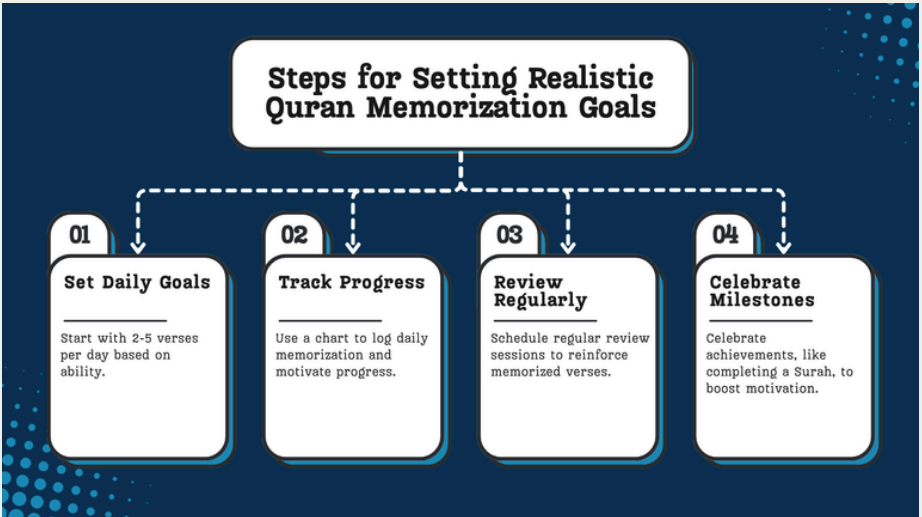 Steps for Setting Realistic
Quran Memorization Goals
01
Set Daily Goals
Start with 2-5 verses
per day based on
ability.
02
Track Progress
Use a chart to log daily
memorization and
motivate progress.
03
Review
Regularly
Schedule regular review
sessions to reinforce
memorized verses.
04
Celebrate
Milestones
Celebrate
achievements, like
completing a Surah, to
boost motivation.